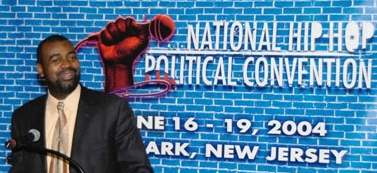 NATIONAL HIP HOP
POLITICAL CONVENTION
NE 16 - 19, 2004
ARK, NEW JERSEY